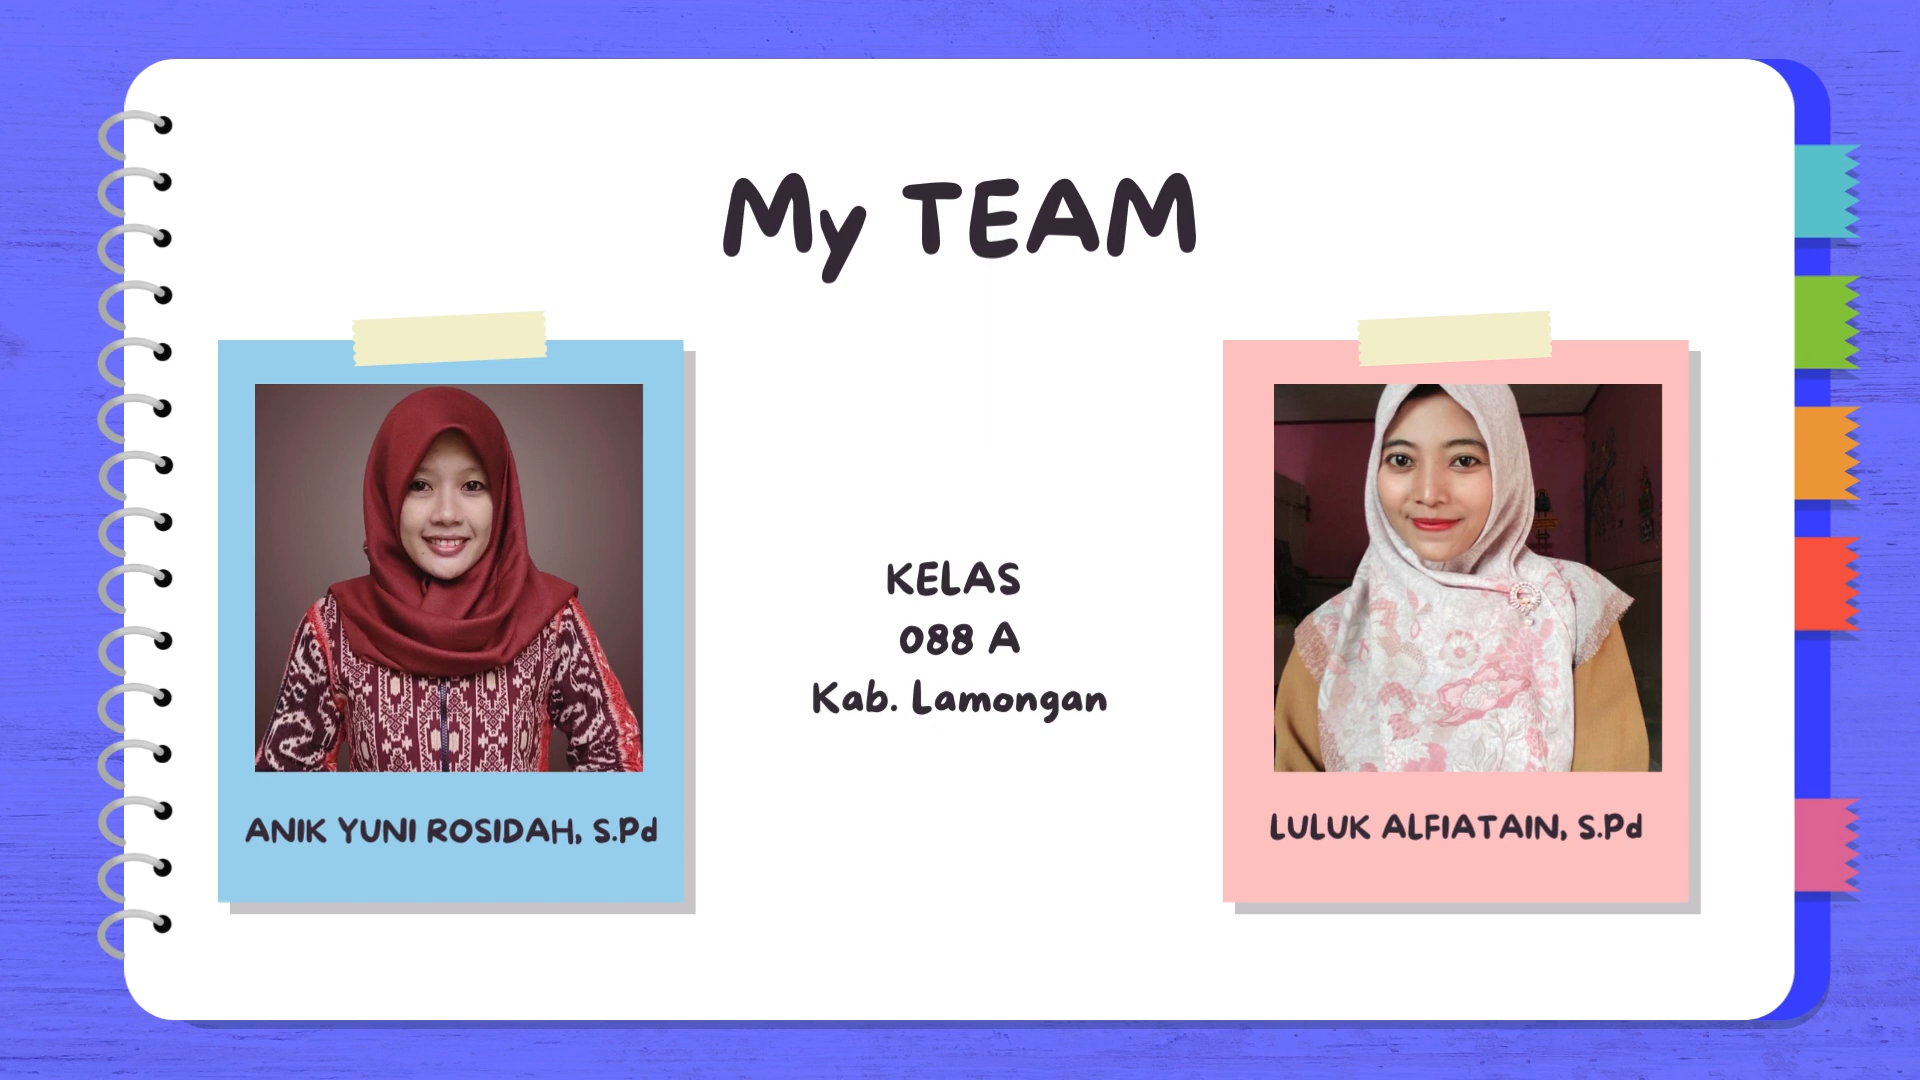 My TEAM
KELAS
088 A
Kab. Lamongan
ANIK YUNI ROSIDAH, S.Pd
LULUK ALFIATAIN, S.Pd